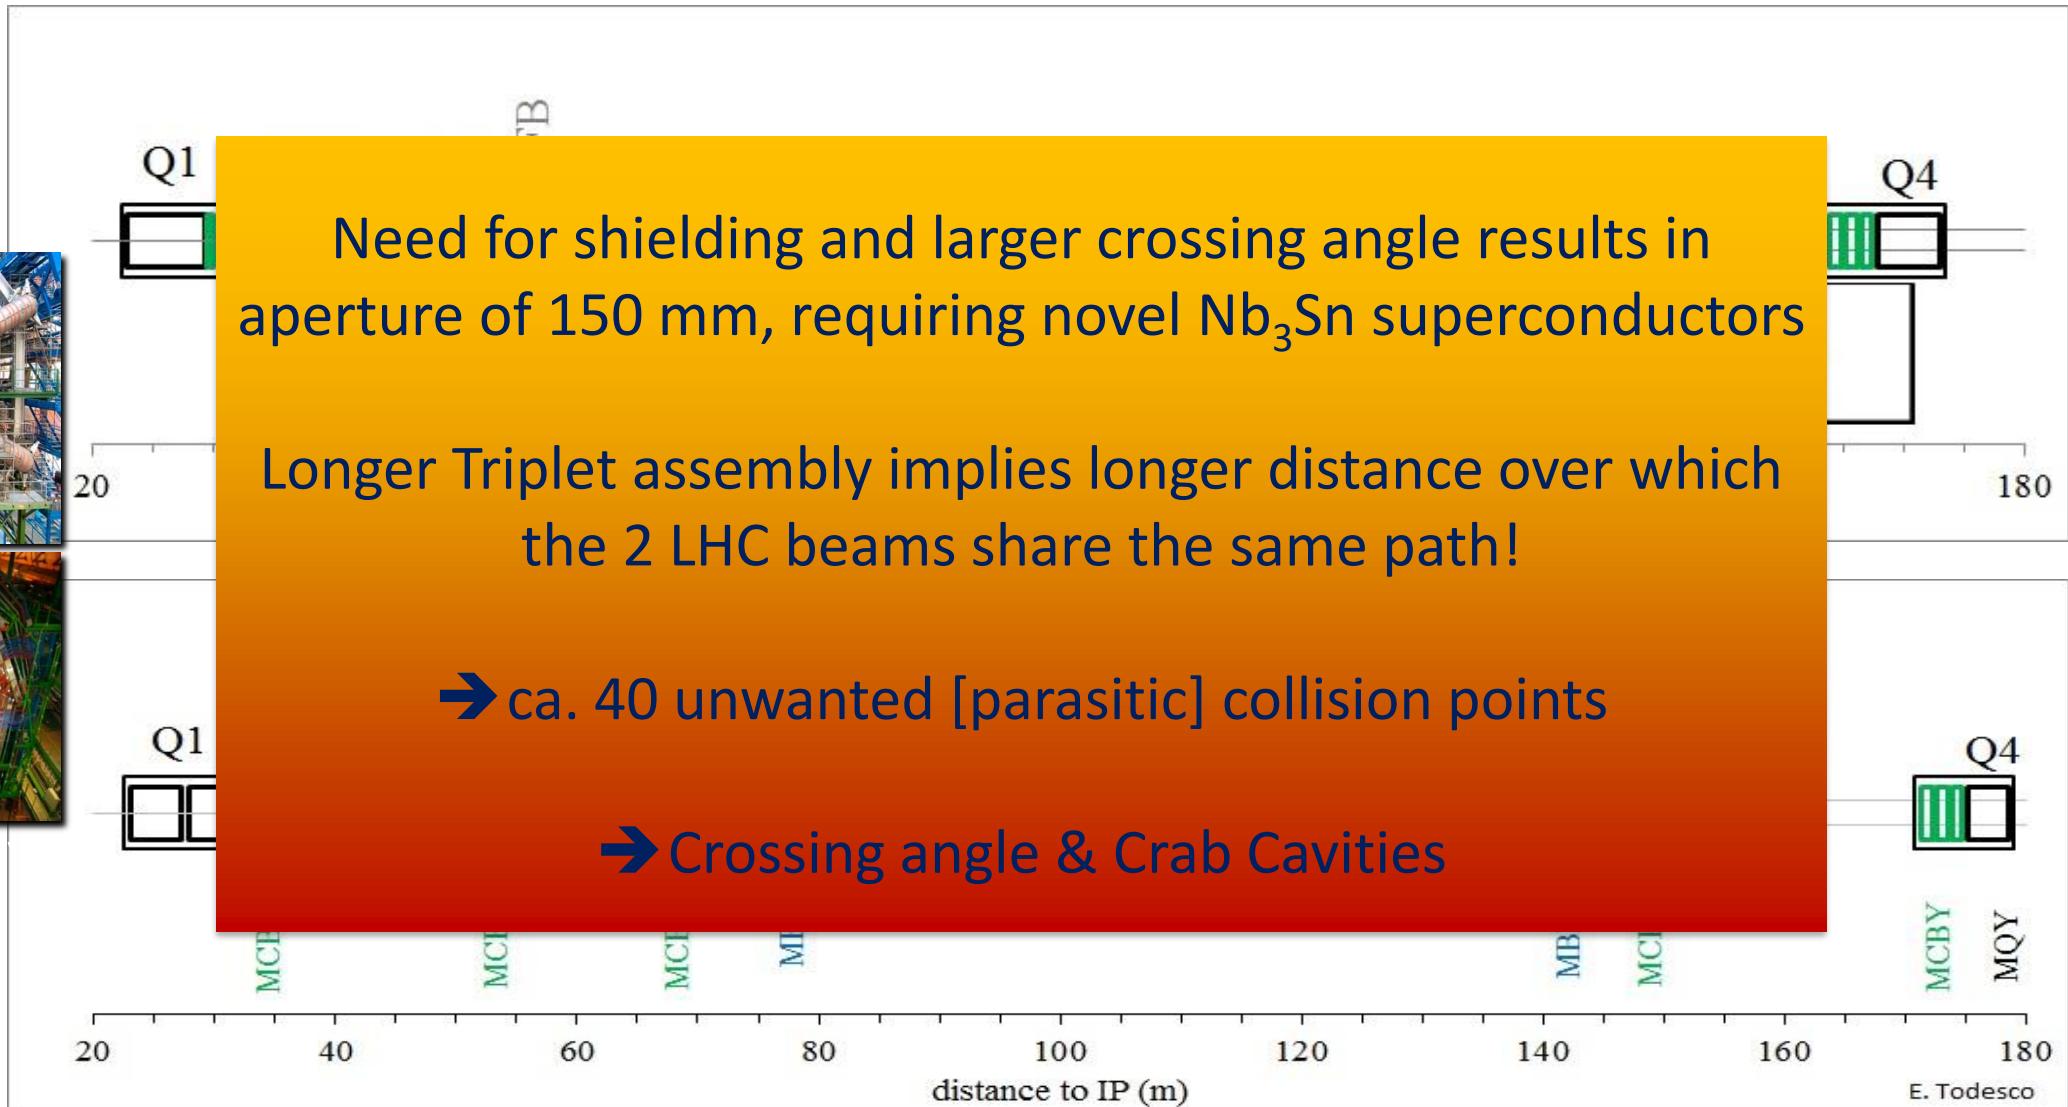 Q1
Q4
Need for shielding and larger crossing angle results in
aperture of 150 mm, requiring novel Nb₃Sn superconductors
Longer Triplet assembly implies longer distance over which
the 2 LHC beams share the same path!
20
180
➔ ca. 40 unwanted [parasitic] collision points
Q1
Q4
➔ Crossing angle & Crab Cavities
MCBY
MQY
20 40 60 80 100 120 140 160 180
distance to IP (m)
E. Todesco